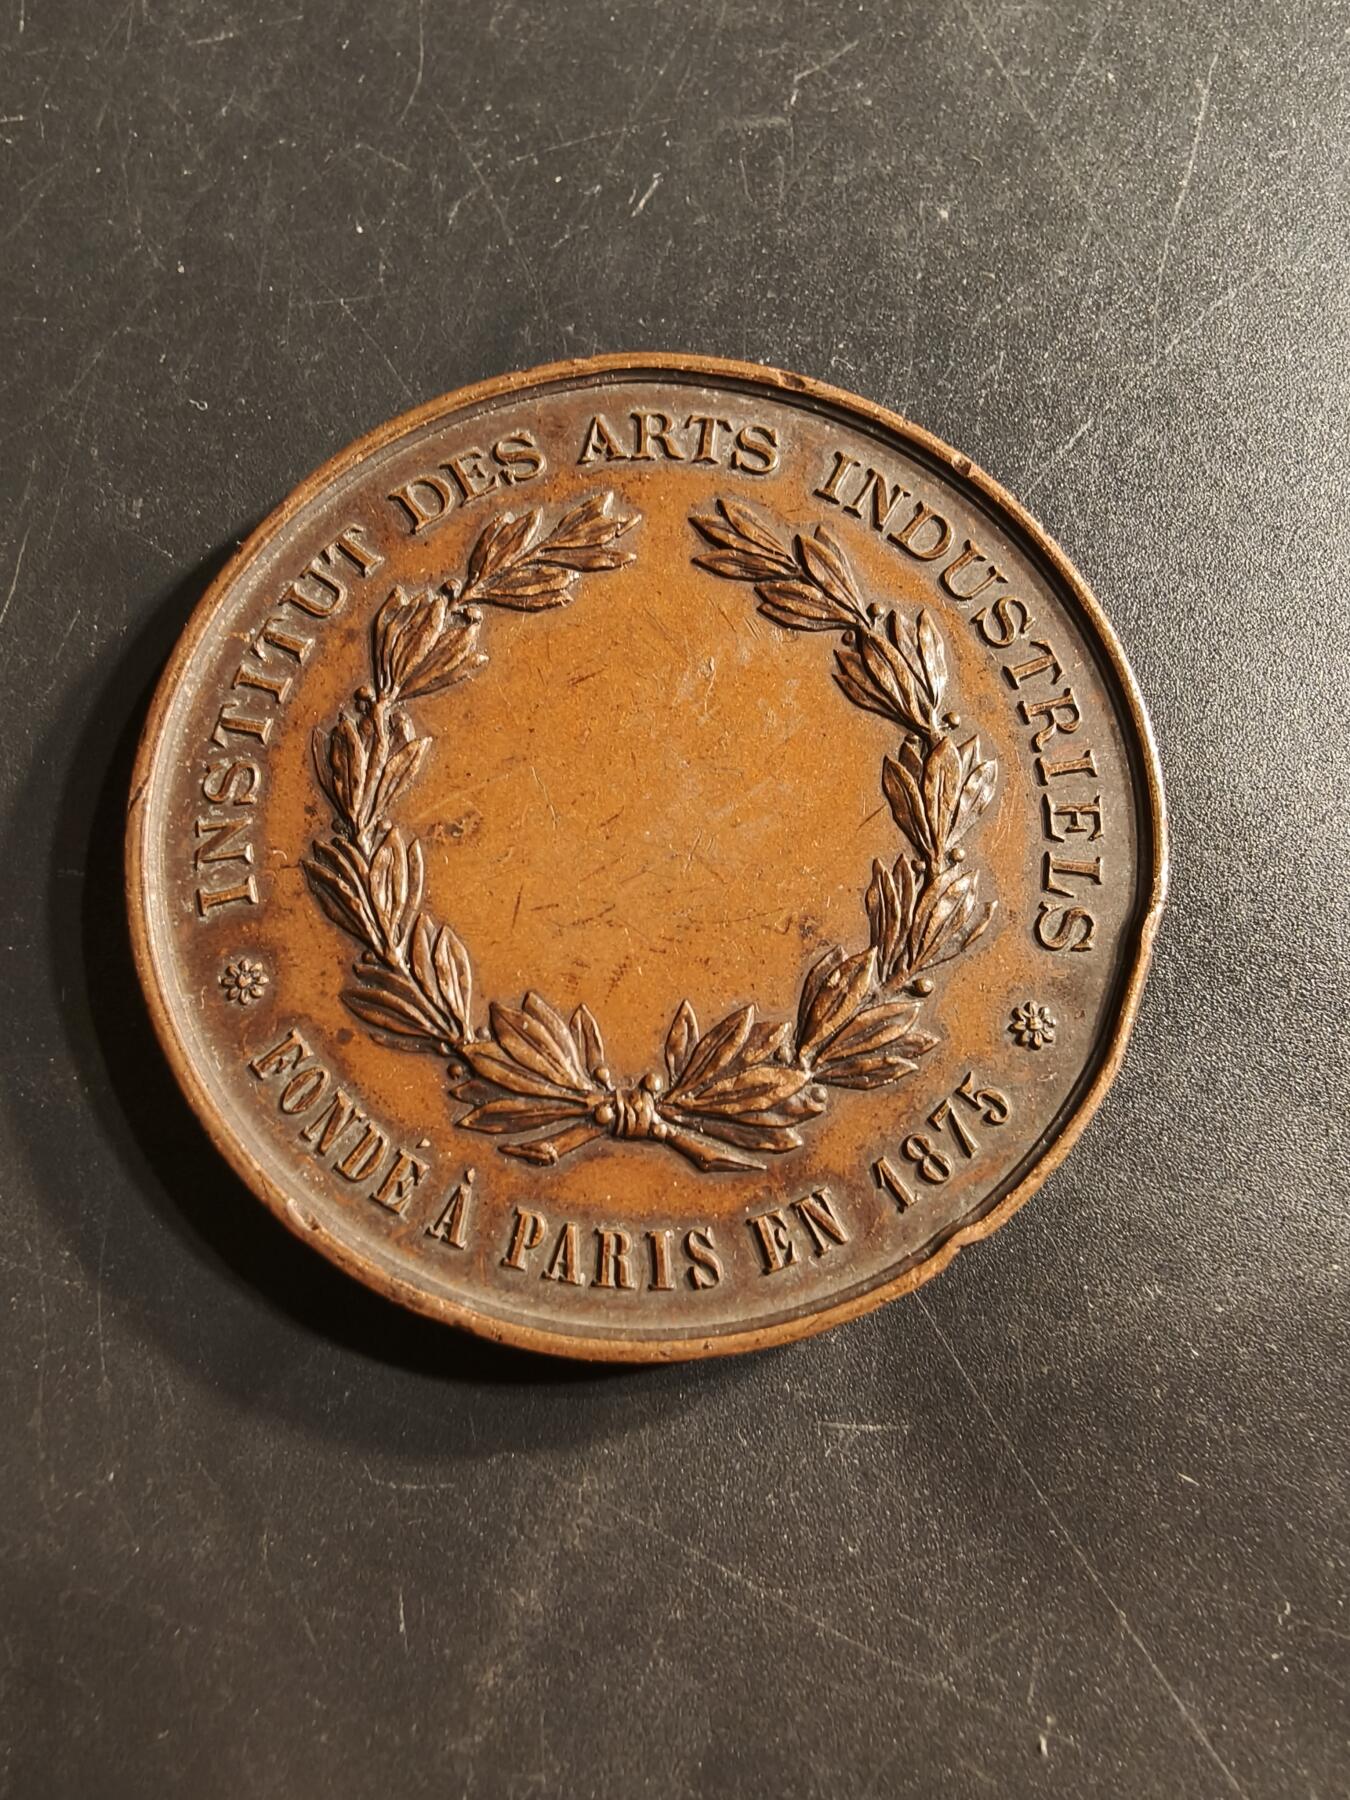 INSTITUT DES ARTS INDUSTRIELS
FONDÉ À PARIS EN 1875